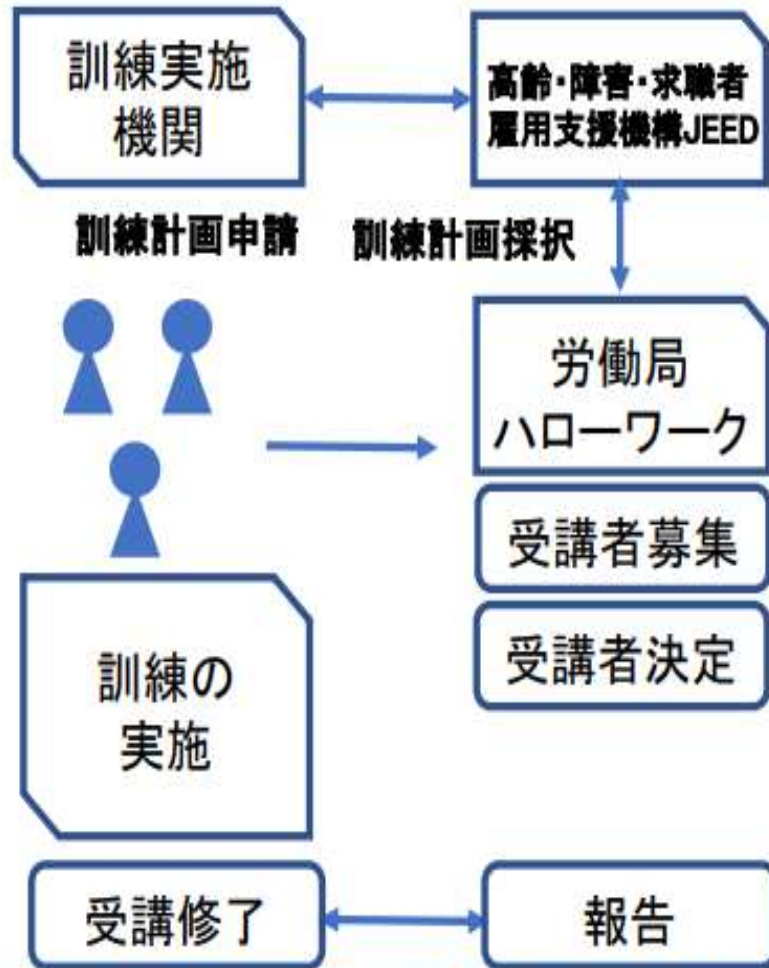 訓練実施
機関
高齢・障害・求職者
雇用支援機構JEED
訓練計画申請
訓練計画採択
労働局
ハローワーク
受講者募集
受講者決定
訓練の
実施
受講修了
報告